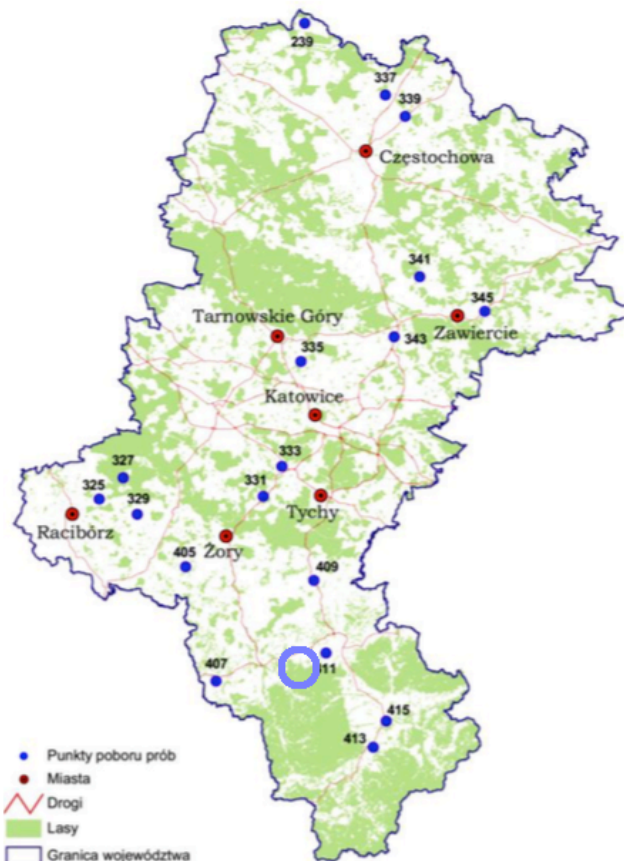 239
337
339
Częstochowa
341
345
Tarnowskie Góry
Zawiercie
343
335
Katowice
333
327
325
331
329
Tychy
Racibórz
Żory
405
409
411
407
415
413
Punkty poboru prób
Miasta
Drogi
Lasy
Granica województwa